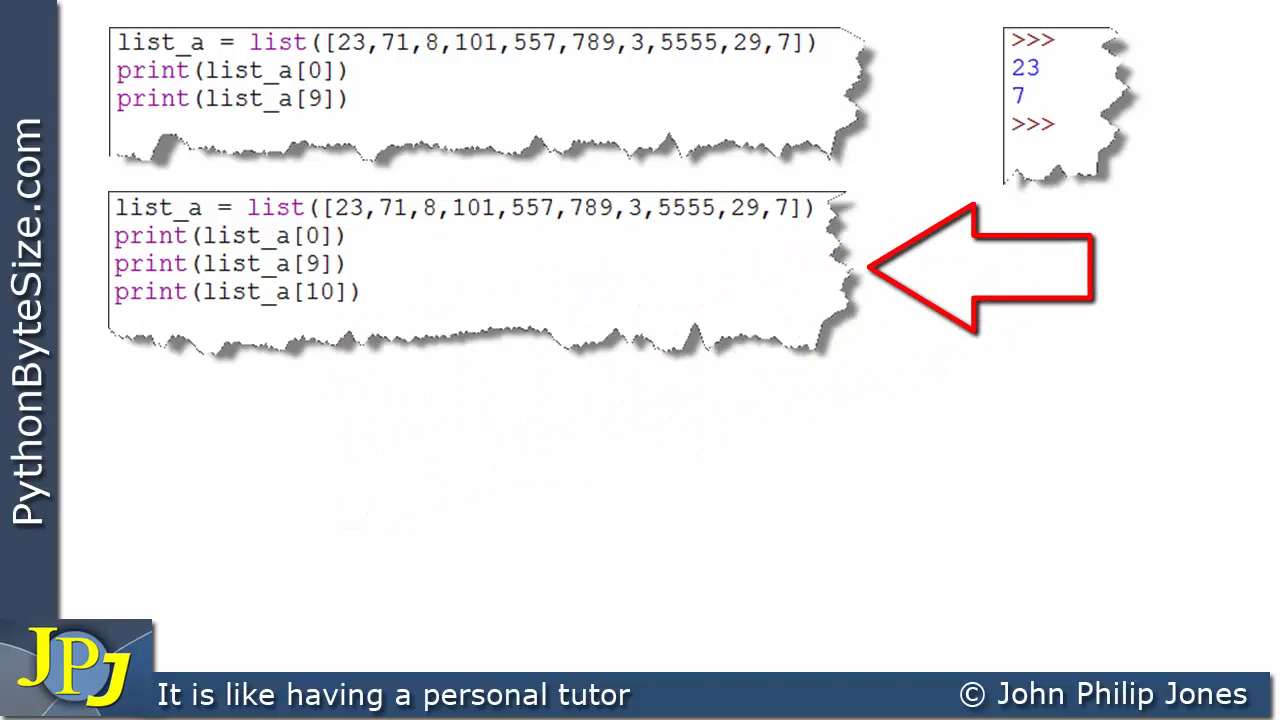 list_a = list([23,71,8,101,557,789,3,5555,29,7])
print(list_a[0])
print(list_a[9])
>>>
23
7
>>>
list_a = list([23,71,8,101,557,789,3,5555,29,7])
print(list_a[0])
print(list_a[9])
print(list_a[10])
PythonByteSize.com
JPJ
It is like having a personal tutor
© John Philip Jones